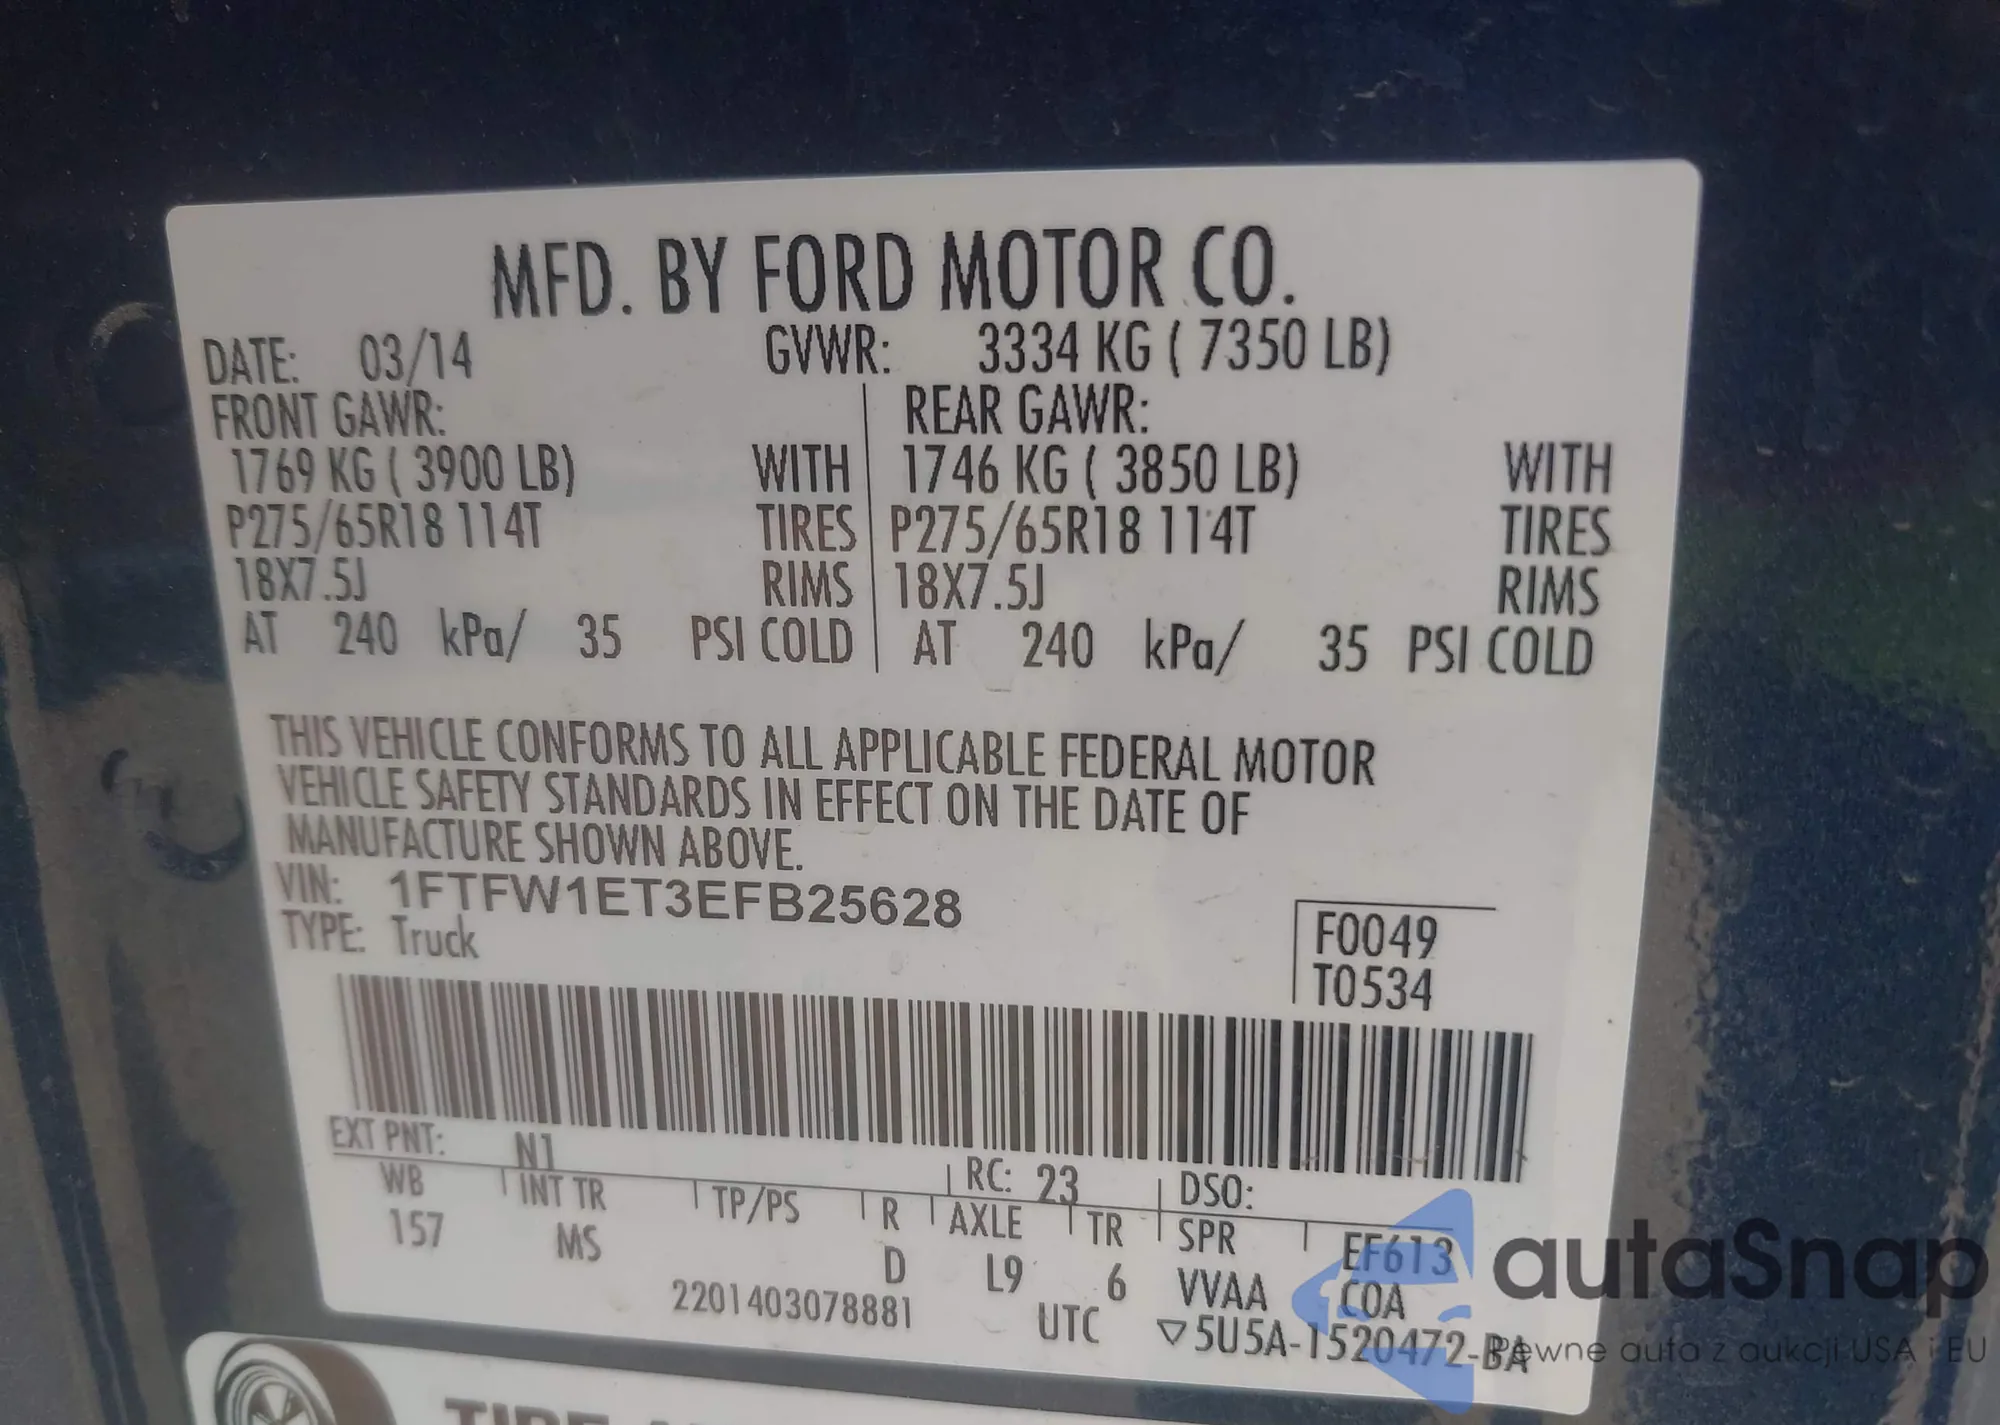 MFD. BY FORD MOTOR CO.
DATE: 03/14 GVWR: 3334 KG ( 7350 LB)
FRONT GAWR: REAR GAWR:
1769 KG ( 3900 LB) WITH 1746 KG ( 3850 LB) WITH
P275/65R18 114T TIRES P275/65R18 114T TIRES
18X7.5J RIMS 18X7.5J RIMS
AT 240 kPa/ 35 PSI COLD AT 240 kPa/ 35 PSI COLD
THIS VEHICLE CONFORMS TO ALL APPLICABLE FEDERAL MOTOR
VEHICLE SAFETY STANDARDS IN EFFECT ON THE DATE OF
MANUFACTURE SHOWN ABOVE.
VIN: 1FTFW1ET3EFB25628
TYPE: Truck
F0049
T0534
EXT PNT: N1 RC: 23 DSO:
WB INT TR TP/PS R AXLE TR SPR EF613
157 MS D L9 6 VVAA COA
2201403078881 UTC ▽5U5A-1520472-BA
autaSnap
Pewne auta z aukcji USA i EU
TIRE